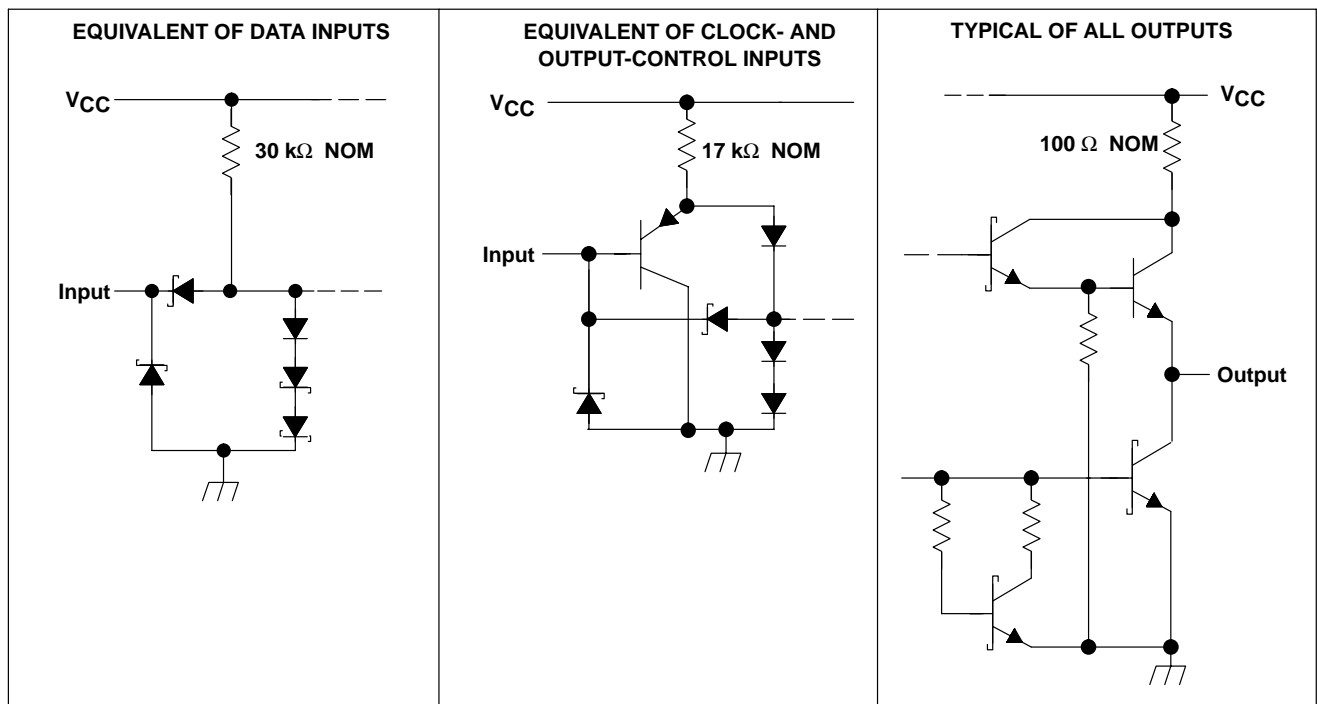 EQUIVALENT OF DATA INPUTS
VCC
30 kΩ NOM
Input
EQUIVALENT OF CLOCK- AND
OUTPUT-CONTROL INPUTS
VCC
17 kΩ NOM
Input
TYPICAL OF ALL OUTPUTS
VCC
100 Ω NOM
Output